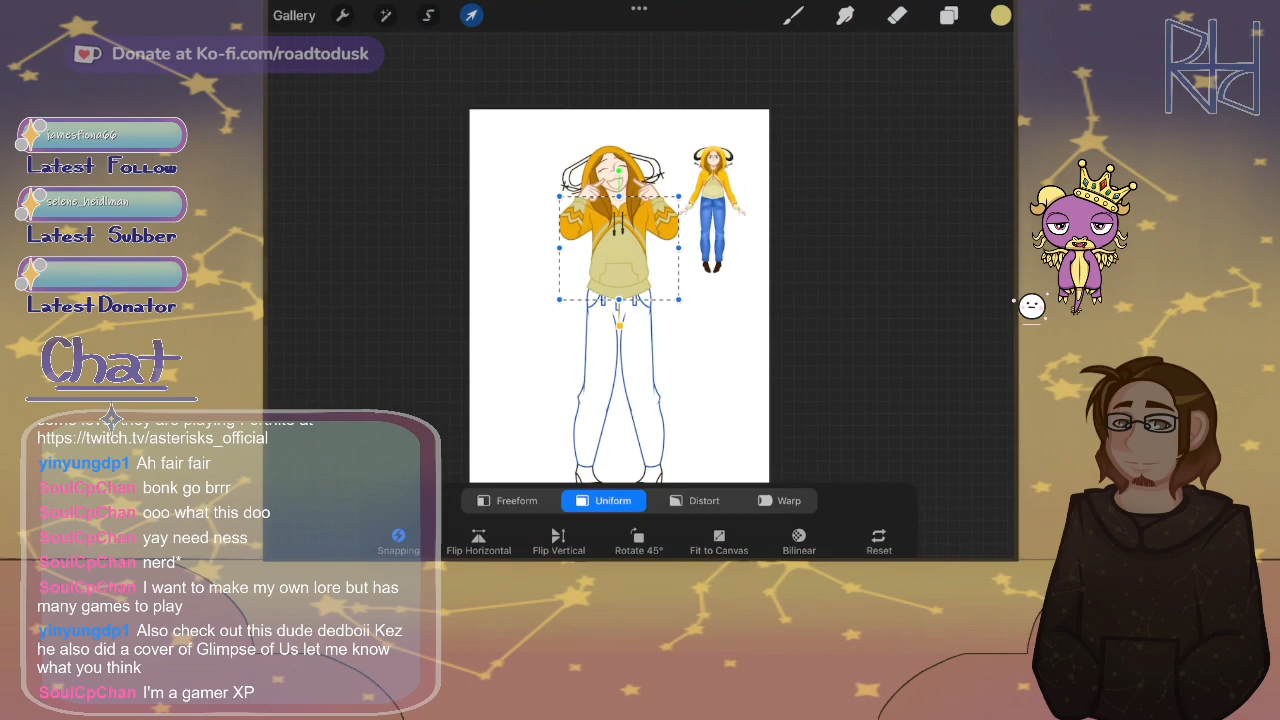 Gallery
Donate at Ko-fi.com/roadtodusk
jamesfiona66
Latest Follow
selene_heidlman
Latest Subber
Latest Donator
Chat
https://twitch.tv/asterisks_official
yinyungdp1 Ah fair fair
SoulCpChan bonk go brrr
SoulCpChan ooo what this doo
SoulCpChan yay need ness
SoulCpChan nerd*
SoulCpChan I want to make my own lore but has
many games to play
yinyungdp1 Also check out this dude dedboii Kez
he also did a cover of Glimpse of Us let me know
what you think
SoulCpChan I'm a gamer XP
Freeform
Uniform
Distort
Warp
Snapping
Flip Horizontal
Flip Vertical
Rotate 45°
Fit to Canvas
Bilinear
Reset